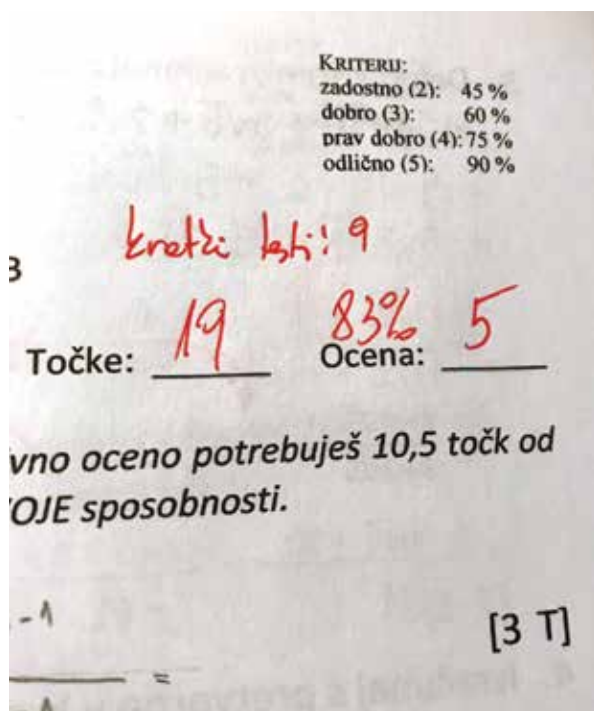 KRITERIJ:
zadostno (2): 45 %
dobro (3): 60 %
prav dobro (4): 75 %
odlično (5): 90 %
kratki testi: 9
3
83%
Točke: 19 Ocena: 5
vno oceno potrebuješ 10,5 točk od
OJE sposobnosti.
- 1
[3 T]
=